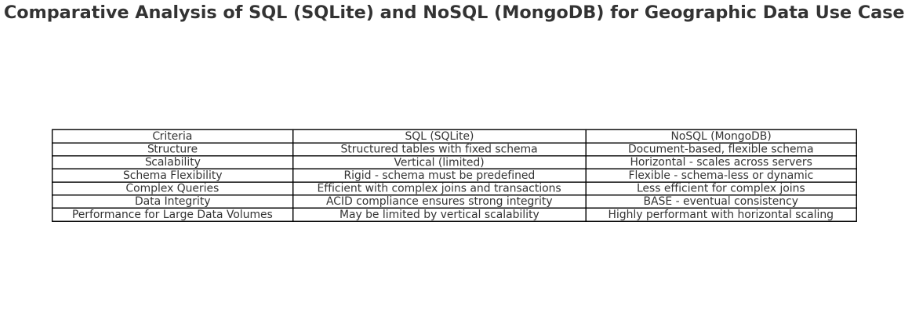 Comparative Analysis of SQL (SQLite) and NoSQL (MongoDB) for Geographic Data Use Case
Criteria SQL (SQLite) NoSQL (MongoDB)
Structure Structured tables with fixed schema Document-based, flexible schema
Scalability Vertical (limited) Horizontal - scales across servers
Schema Flexibility Rigid - schema must be predefined Flexible - schema-less or dynamic
Complex Queries Efficient with complex joins and transactions Less efficient for complex joins
Data Integrity ACID compliance ensures strong integrity BASE - eventual consistency
Performance for Large Data Volumes May be limited by vertical scalability Highly performant with horizontal scaling